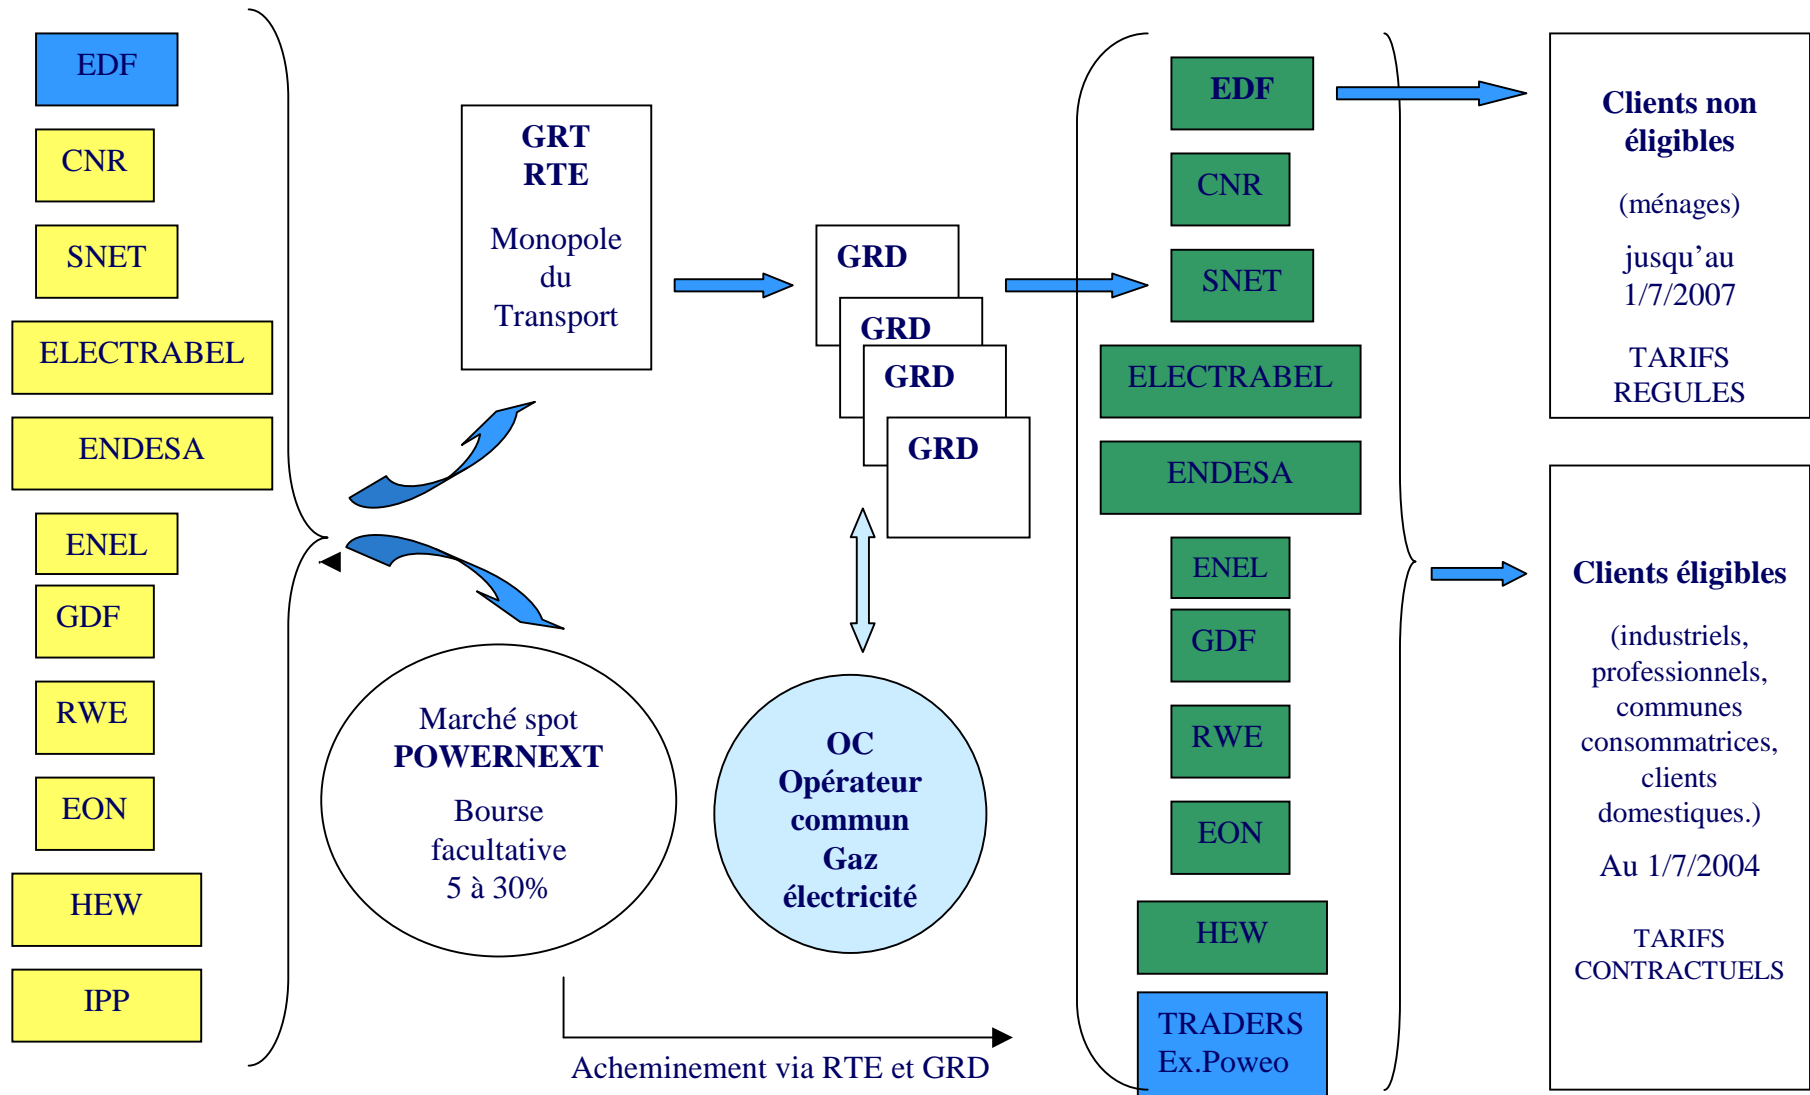 EDF
CNR
SNET
ELECTRABEL
ENDESA
ENEL
GDF
RWE
EON
HEW
IPP
GRT
RTE
Monopole
du
Transport
GRD
GRD
GRD
GRD
Marché spot
POWERNEXT
Bourse
facultative
5 à 30%
OC
Opérateur
commun
Gaz
électricité
Acheminement via RTE et GRD
EDF
CNR
SNET
ELECTRABEL
ENDESA
ENEL
GDF
RWE
EON
HEW
TRADERS
Ex.Poweo
Clients non
éligibles
(ménages)
jusqu’au
1/7/2007
TARIFS
REGULES
Clients éligibles
(industriels,
professionnels,
communes
consommatrices,
clients
domestiques.)
Au 1/7/2004
TARIFS
CONTRACTUELS